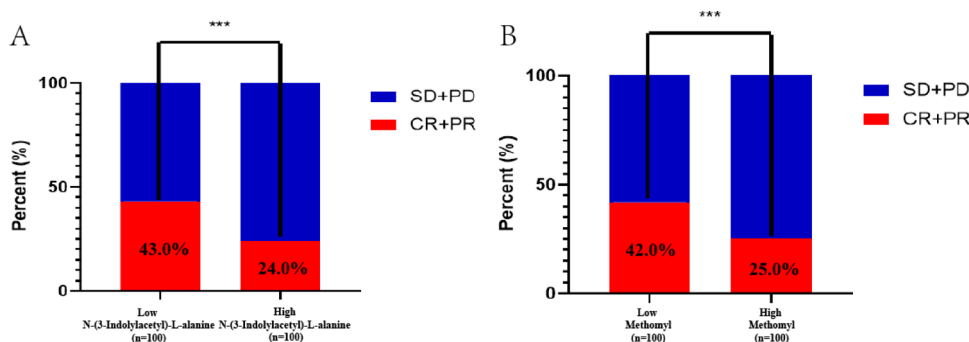 A
***
Percent (%)
100
50
0
43.0%
24.0%
Low
N-(3-Indolylacetyl)-L-alanine
(n=100)
High
N-(3-Indolylacetyl)-L-alanine
(n=100)
SD+PD
CR+PR
B
***
Percent (%)
100
50
0
42.0%
25.0%
Low
Methomyl
(n=100)
High
Methomyl
(n=100)
SD+PD
CR+PR